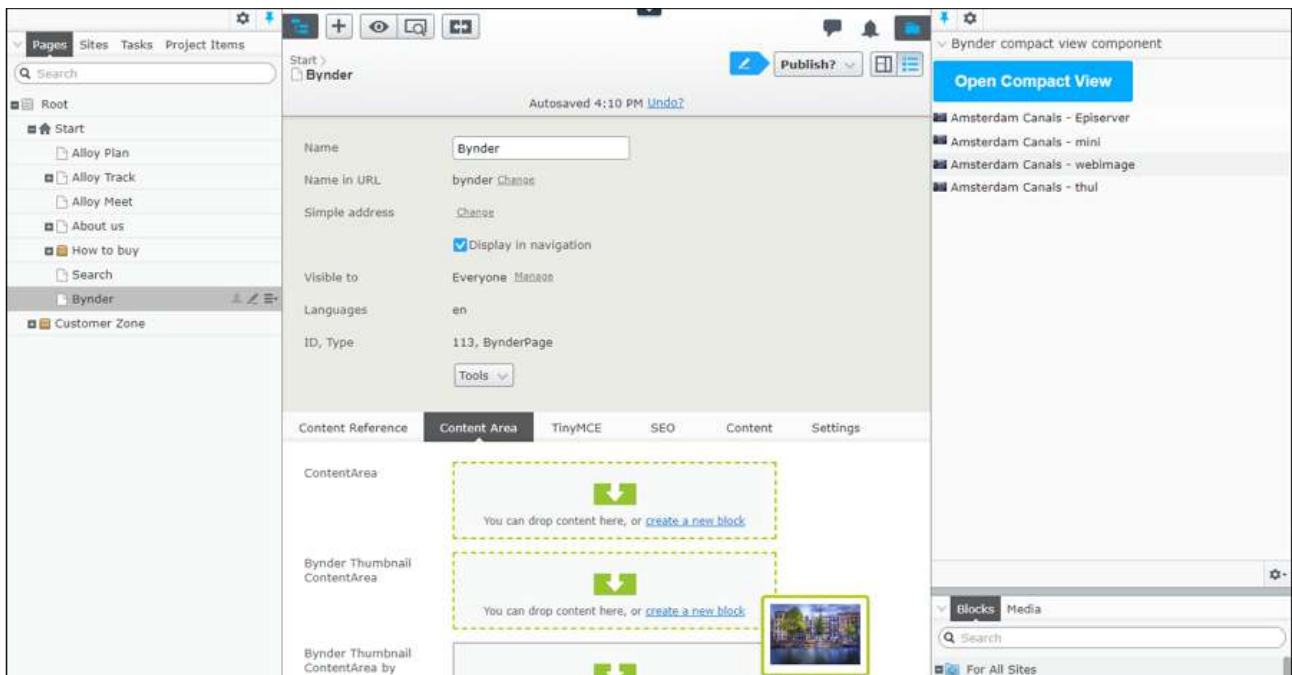 Pages Sites Tasks Project Items
Search
Root
Start
Alloy Plan
Alloy Track
Alloy Meet
About us
How to buy
Search
Bynder
Customer Zone
Start >
Bynder
Publish?
Autosaved 4:10 PM Undo?
Name
Bynder
Name in URL
bynder Change
Simple address
Change
Display in navigation
Visible to
Everyone Manage
Languages
en
ID, Type
113, BynderPage
Tools
Content Reference Content Area TinyMCE SEO Content Settings
ContentArea
You can drop content here, or create a new block
Bynder Thumbnail
ContentArea
You can drop content here, or create a new block
Bynder Thumbnail
ContentArea by
Bynder compact view component
Open Compact View
Amsterdam Canals - Episerver
Amsterdam Canals - mini
Amsterdam Canals - webimage
Amsterdam Canals - thul
Blocks Media
Search
For All Sites